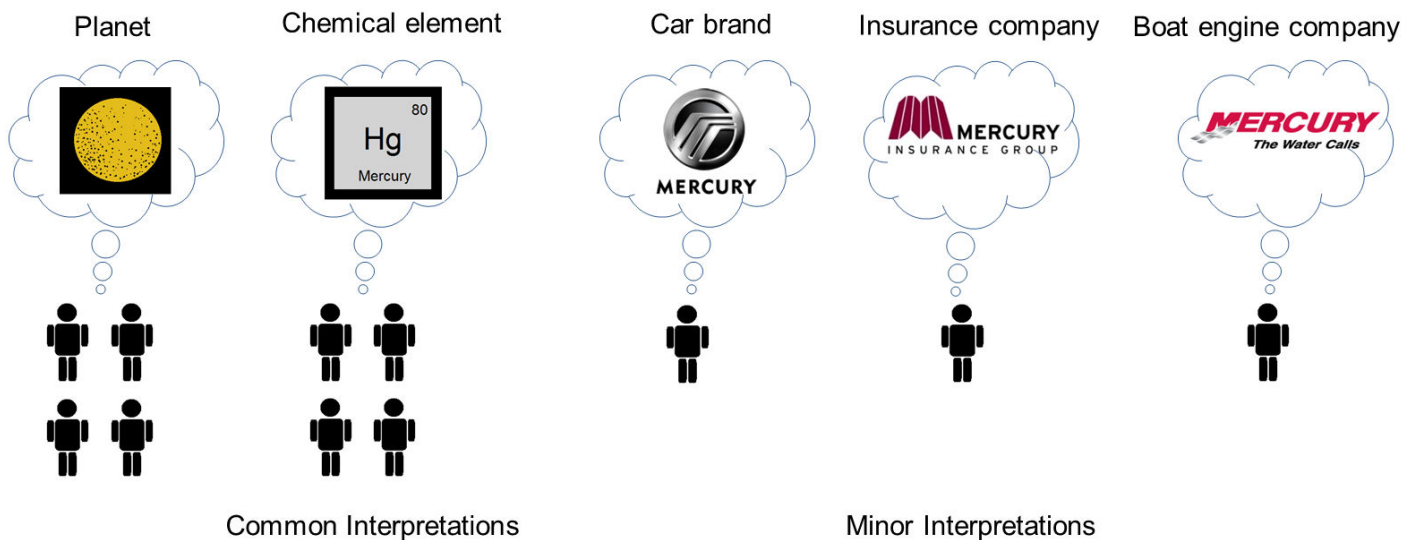 Planet
Chemical element
Car brand
Insurance company
Boat engine company
80
Hg
Mercury
MERCURY
MERCURY
INSURANCE GROUP
MERCURY
The Water Calls
Common Interpretations
Minor Interpretations